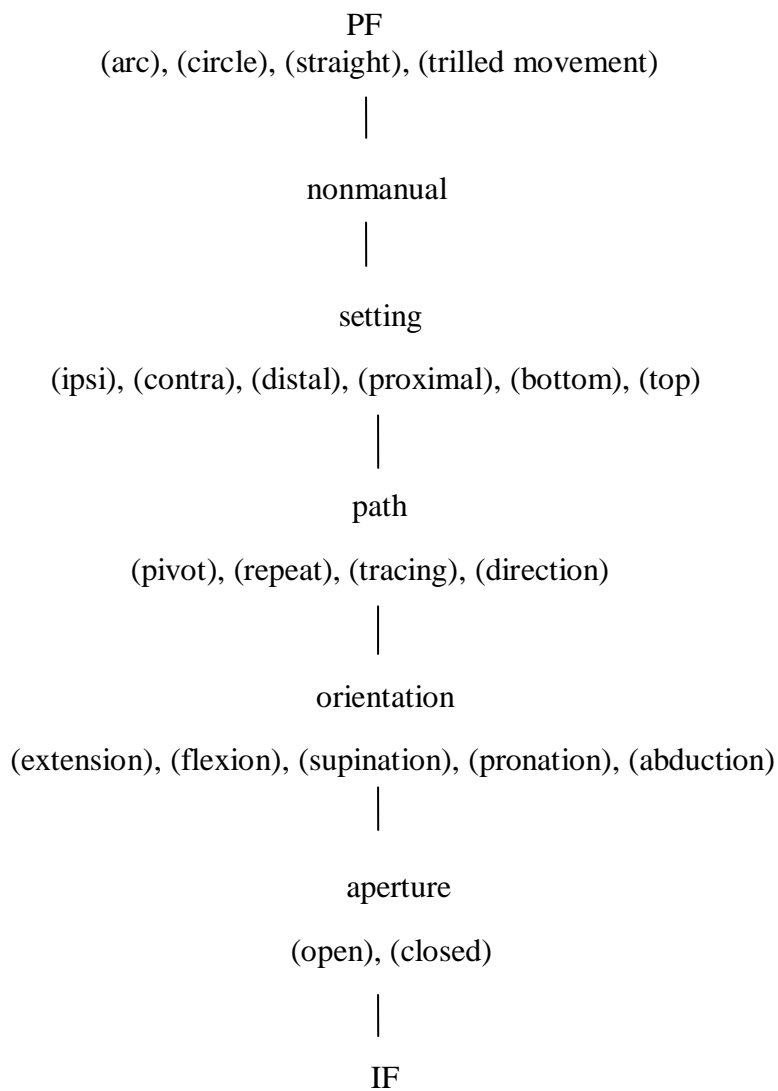 PF
(arc), (circle), (straight), (trilled movement)
nonmanual
setting
(ipsi), (contra), (distal), (proximal), (bottom), (top)
path
(pivot), (repeat), (tracing), (direction)
orientation
(extension), (flexion), (supination), (pronation), (abduction)
aperture
(open), (closed)
IF